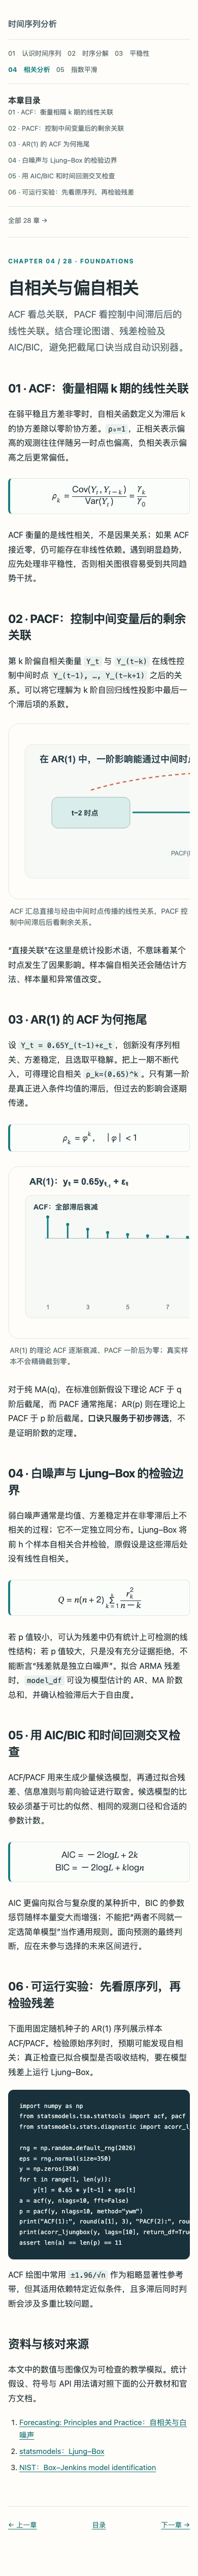 时间序列分析
01 认识时间序列 02 时序分解 03 平稳性
04 相关分析 05 指数平滑
本章目录
01 · ACF：衡量相隔 k 期的线性关联
02 · PACF：控制中间变量后的剩余关联
03 · AR(1) 的 ACF 为何拖尾
04 · 白噪声与 Ljung–Box 的检验边界
05 · 用 AIC/BIC 和时间回测交叉检查
06 · 可运行实验：先看原序列，再检验残差
全部 28 章 →
CHAPTER 04 / 28 · FOUNDATIONS
自相关与偏自相关
ACF 看总关联，PACF 看控制中间滞后后的
线性关联。结合理论图谱、残差检验及
AIC/BIC，避免把截尾口诀当成自动识别器。
01 · ACF：衡量相隔 k 期的线性关联
在弱平稳且方差非零时，自相关函数定义为滞后 k
的协方差除以零阶协方差。ρ₀=1，正相关表示偏
高的观测往往伴随另一时点也偏高，负相关表示偏
高之后更常偏低。
ρ_k = Cov(Y_t, Y_{t−k}) / Var(Y_t) = γ_k / γ_0
ACF 衡量的是线性相关，不是因果关系；如果 ACF
接近零，仍可能存在非线性依赖。遇到明显趋势，
应先处理非平稳性，否则相关图很容易受到共同趋
势干扰。
02 · PACF：控制中间变量后的剩余
关联
第 k 阶偏自相关衡量 Y_t 与 Y_(t-k) 在线性控
制中间时点 Y_(t-1), …, Y_(t-k+1) 之后的关
系。可以将它理解为 k 阶自回归线性投影中最后一
个滞后项的系数。
在 AR(1) 中，一阶影响能通过中间时
t−2 时点
PACF(
ACF 汇总直接与经由中间时点传播的线性关系，PACF 控
制中间滞后后看剩余关系。
“直接关联”在这里是统计投影术语，不意味着某个
时点发生了因果影响。样本偏自相关还会随估计方
法、样本量和异常值改变。
03 · AR(1) 的 ACF 为何拖尾
设 Y_t = 0.65Y_(t-1)+ε_t，创新没有序列相
关、方差稳定，且选取平稳解。把上一期不断代
入，可得理论自相关 ρ_k=(0.65)^k。只有第一阶
是真正进入条件均值的滞后，但过去的影响会逐期
传递。
ρ_k = φ^k, |φ| < 1
AR(1)：yₜ = 0.65yₜ₋₁ + εₜ
ACF：全部滞后衰减
1 3 5 7
AR(1) 的理论 ACF 逐渐衰减，PACF 一阶后为零；真实样
本不会精确截到零。
对于纯 MA(q)，在标准创新假设下理论 ACF 于 q
阶后截尾，而 PACF 通常拖尾；AR(p) 则在理论上
PACF 于 p 阶后截尾。口诀只服务于初步筛选，不
是证明阶数的定理。
04 · 白噪声与 Ljung–Box 的检验边
界
弱白噪声通常是均值、方差稳定并在非零滞后上不
相关的过程；它不一定独立同分布。Ljung–Box 将
前 h 个样本自相关合并检验，原假设是这些滞后处
没有线性自相关。
Q = n(n + 2) ∑_{k=1}^{h} r_k^2 / (n − k)
若 p 值较小，可认为残差中仍有统计上可检测的线
性结构；若 p 值较大，只是没有充分证据拒绝，不
能断言“残差就是独立白噪声”。拟合 ARMA 残差
时，model_df 可设为模型估计的 AR、MA 阶数
总和，并确认检验滞后大于自由度。
05 · 用 AIC/BIC 和时间回测交叉检
查
ACF/PACF 用来生成少量候选模型，再通过拟合残
差、信息准则与前向验证进行取舍。候选模型的比
较必须基于可比的似然、相同的观测口径和合适的
参数计数。
AIC = −2logL + 2k
BIC = −2logL + klogn
AIC 更偏向拟合与复杂度的某种折中，BIC 的参数
惩罚随样本量变大而增强；不能把“两者不同就一
定选简单模型”当作通用规则。面向预测的最终判
断，应在未参与选择的未来区间进行。
06 · 可运行实验：先看原序列，再
检验残差
下面用固定随机种子的 AR(1) 序列展示样本
ACF/PACF。检验原始序列时，预期可能发现自相
关；真正检查已拟合模型是否吸收结构，要在模型
残差上运行 Ljung–Box。
import numpy as np
from statsmodels.tsa.stattools import acf, pacf
from statsmodels.stats.diagnostic import acorr_l
rng = np.random.default_rng(2026)
eps = rng.normal(size=350)
y = np.zeros(350)
for t in range(1, len(y)):
    y[t] = 0.65 * y[t-1] + eps[t]
a = acf(y, nlags=10, fft=False)
p = pacf(y, nlags=10, method="ywm")
print("ACF(1):", round(a[1], 3), "PACF(2):", rou
print(acorr_ljungbox(y, lags=[10], return_df=Tru
assert len(a) == len(p) == 11
ACF 绘图中常用 ±1.96/√n 作为粗略显著性参考
带，但其适用依赖特定近似条件，且多滞后同时判
断会涉及多重比较问题。
资料与核对来源
本文中的数值与图像仅为可检查的教学模拟。统计
假设、符号与 API 用法请对照下面的公开教材和官
方文档。
1. Forecasting: Principles and Practice：自相关与白
噪声
2. statsmodels：Ljung–Box
3. NIST：Box–Jenkins model identification
← 上一章 目录 下一章 →